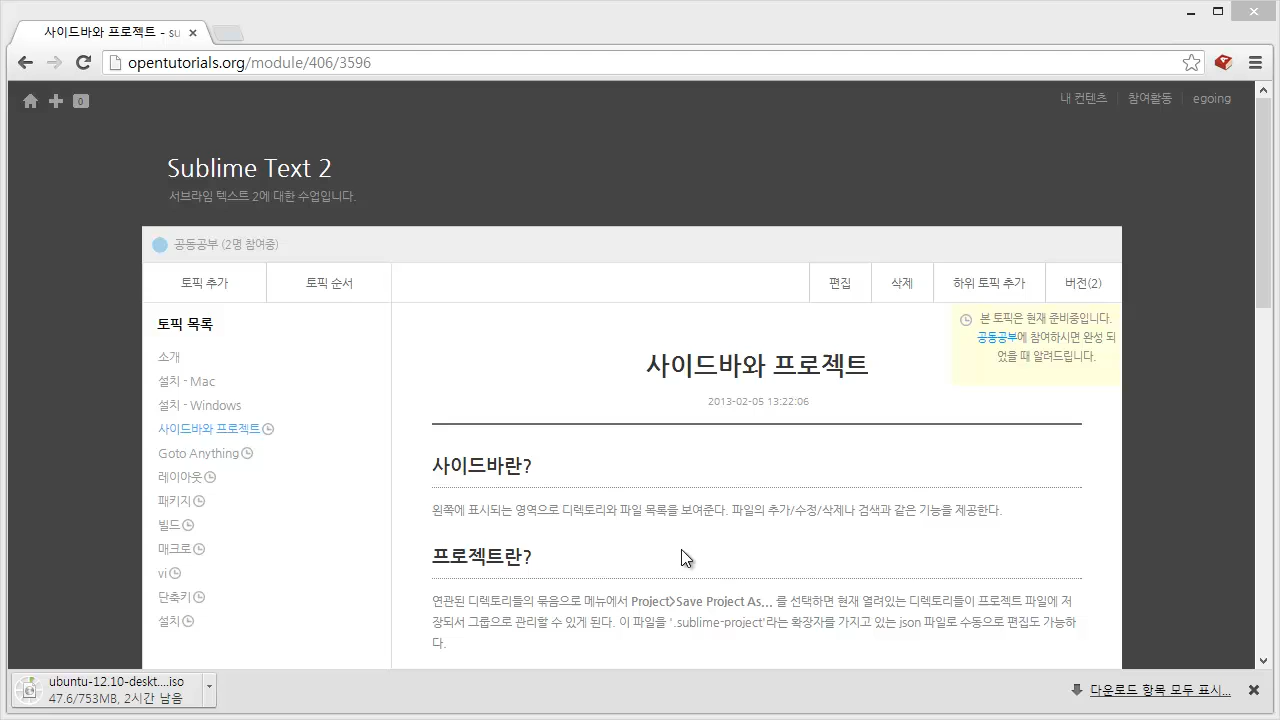 사이드바와 프로젝트 - su
opentutorials.org/module/406/3596
0
내 컨텐츠
참여활동
egoing
Sublime Text 2
서브라임 텍스트 2에 대한 수업입니다.
공동공부 (2명 참여중)
토픽 추가
토픽 순서
편집
삭제
하위 토픽 추가
버전(2)
토픽 목록
소개
설치 - Mac
설치 - Windows
사이드바와 프로젝트
Goto Anything
레이아웃
패키지
빌드
매크로
vi
단축키
설치
본 토픽은 현재 준비중입니다.
공동공부에 참여하시면 완성 되
었을 때 알려드립니다.
사이드바와 프로젝트
2013-02-05 13:22:06
사이드바란?
왼쪽에 표시되는 영역으로 디렉토리와 파일 목록을 보여준다. 파일의 추가/수정/삭제나 검색과 같은 기능을 제공한다.
프로젝트란?
연관된 디렉토리들의 묶음으로 메뉴에서 Project>Save Project As... 를 선택하면 현재 열려있는 디렉토리들이 프로젝트 파일에 저
장되서 그룹으로 관리할 수 있게 된다. 이 파일을 '.sublime-project'라는 확장자를 가지고 있는 json 파일로 수동으로 편집도 가능하
다.
ubuntu-12.10-deskt....iso
47.6/753MB, 2시간 남음
다운로드 항목 모두 표시...